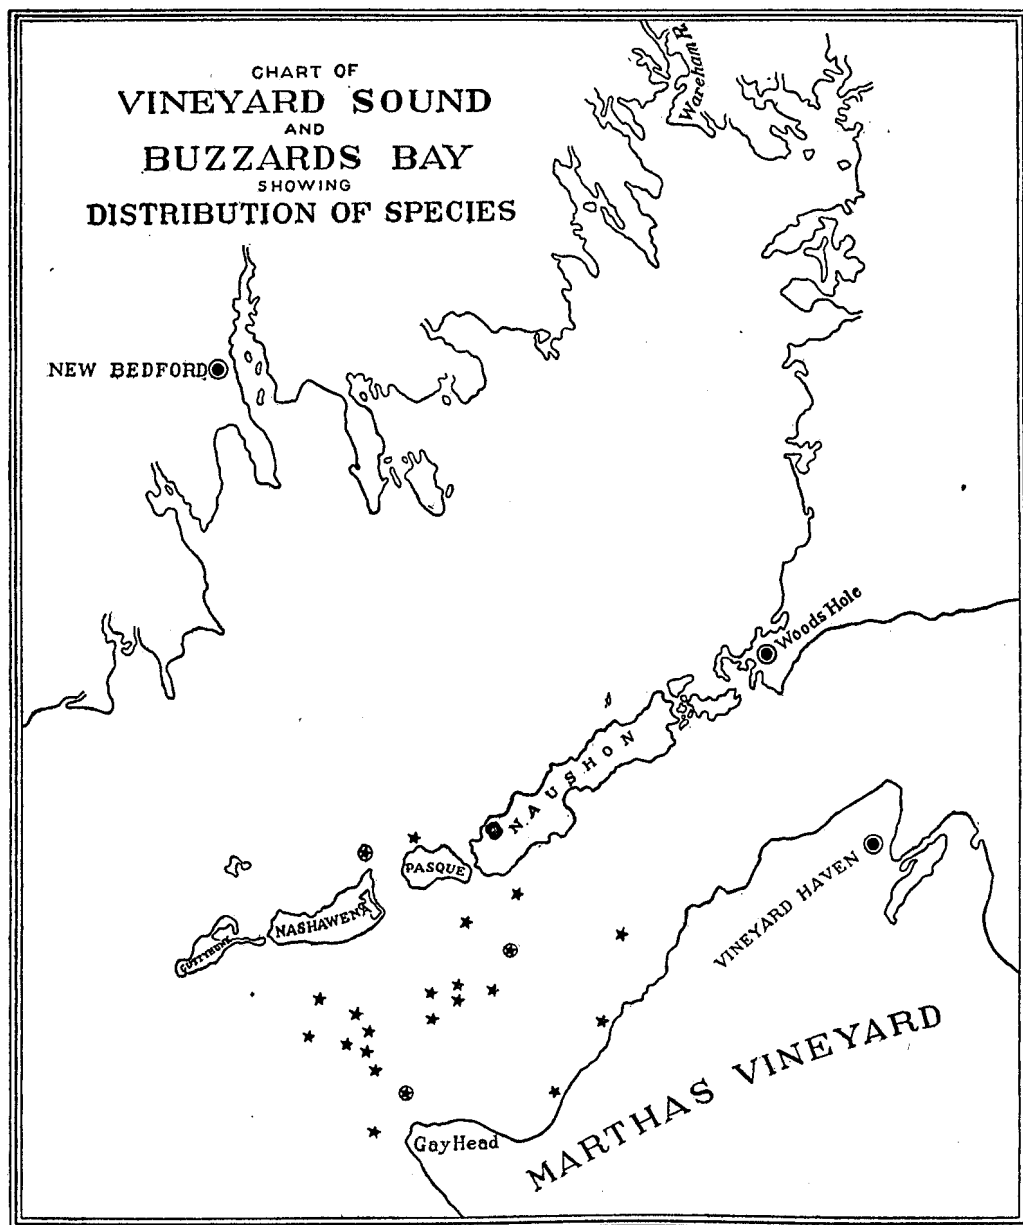 CHART OF
VINEYARD SOUND
AND
BUZZARDS BAY
SHOWING
DISTRIBUTION OF SPECIES
Wareham R.
NEW BEDFORD
Woods Hole
NAUSHON
PASQUE
NASHAWENA
CUTTYHUNK
VINEYARD HAVEN
MARTHAS VINEYARD
Gay Head